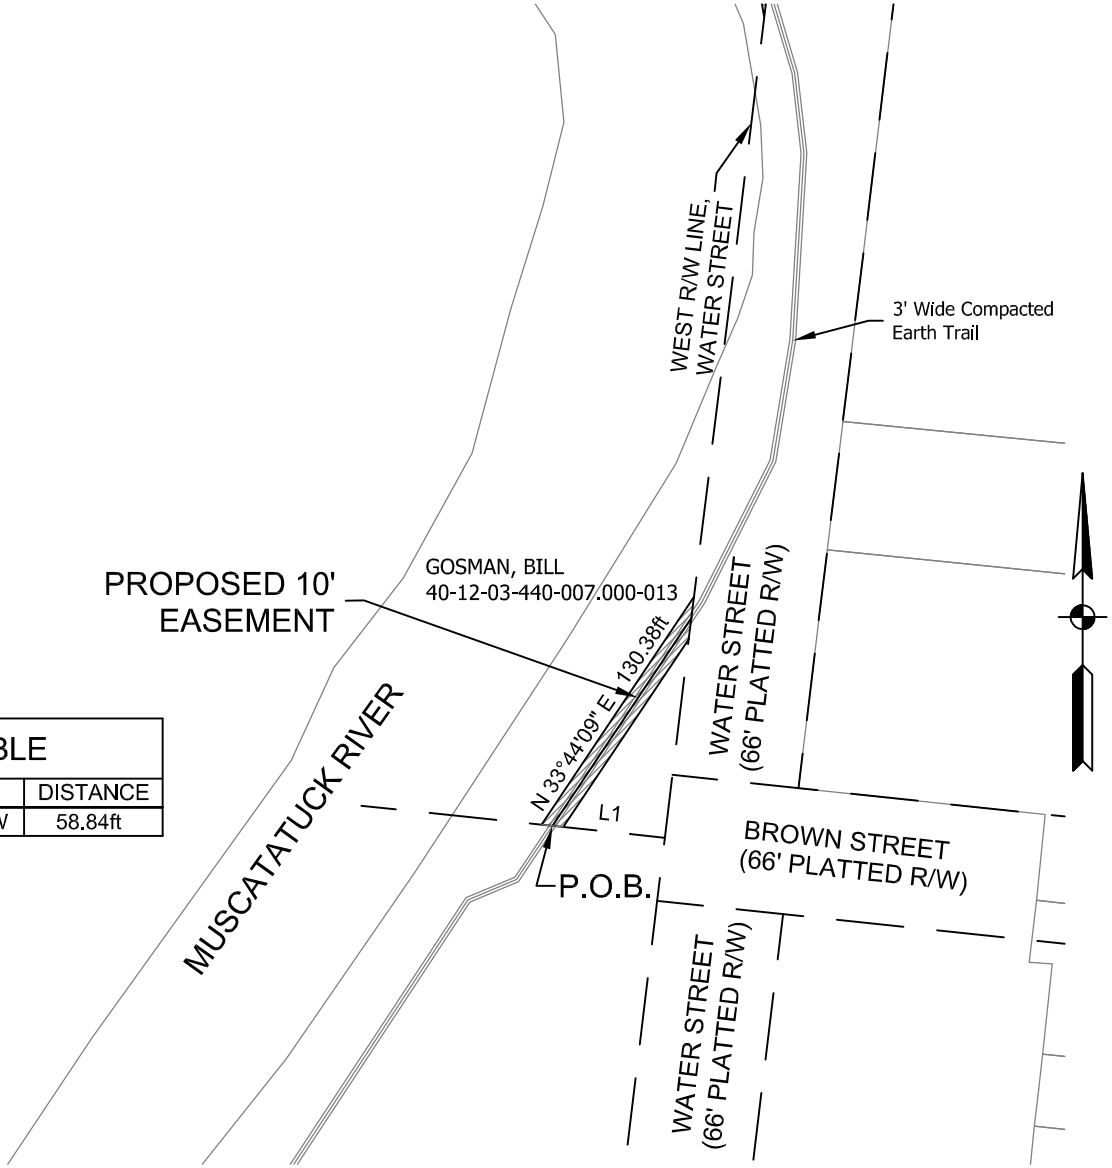 WEST R/W LINE,
WATER STREET
3' Wide Compacted
Earth Trail
PROPOSED 10'
EASEMENT
GOSMAN, BILL
40-12-03-440-007.000-013
N 33°44'09" E 130.38ft
WATER STREET
(66' PLATTED R/W)
MUSCATATUCK RIVER
BLE
DISTANCE
W 58.84ft
L1
BROWN STREET
(66' PLATTED R/W)
P.O.B.
WATER STREET
(66' PLATTED R/W)